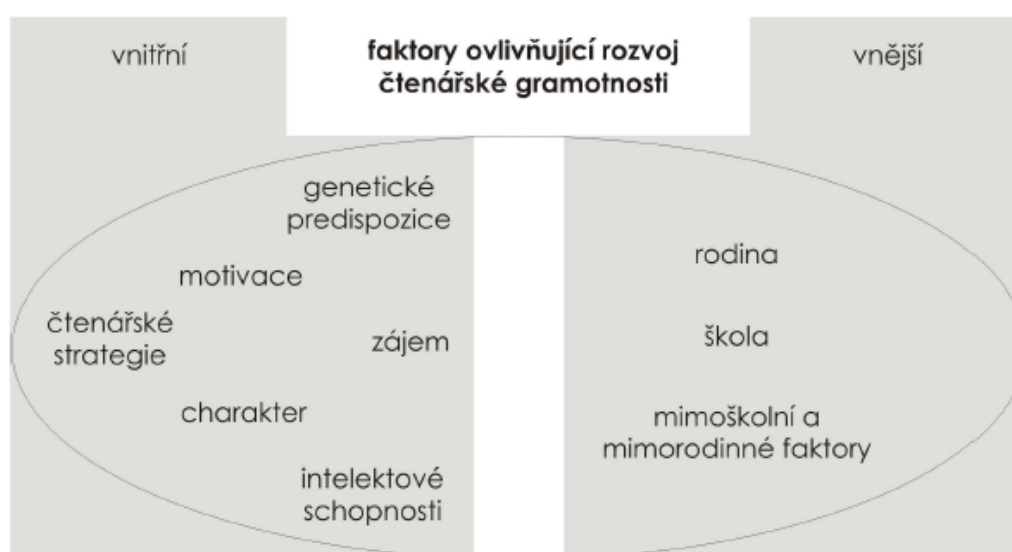 vnitřní
faktory ovlivňující rozvoj
čtenářské gramotnosti
vnější
genetické
predispozice
motivace
čtenářské
strategie
zájem
charakter
intelektové
schopnosti
rodina
škola
mimoškolní a
mimorodinné faktory